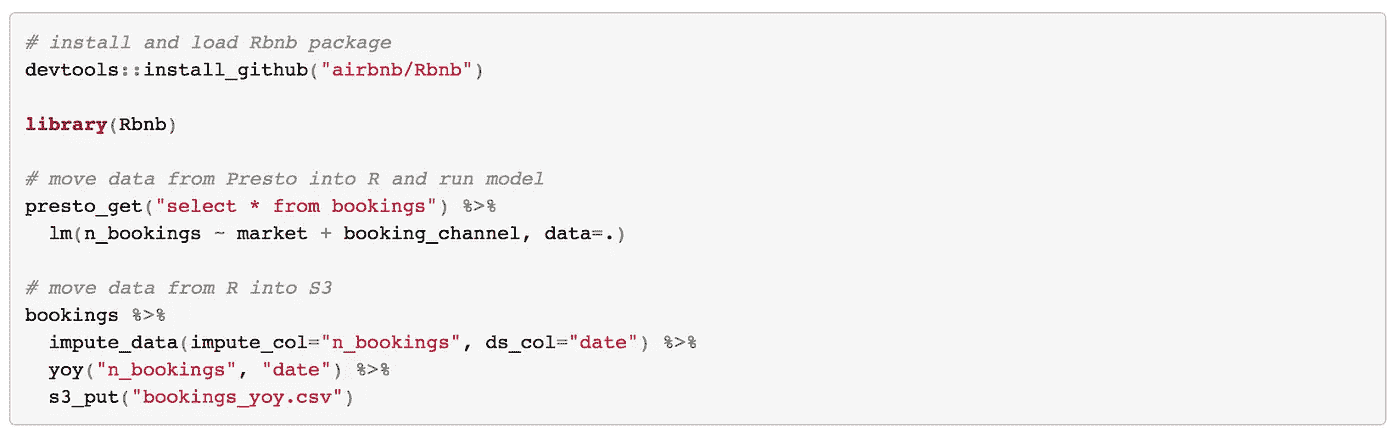 # install and load Rbnb package
devtools::install_github("airbnb/Rbnb")
library(Rbnb)
# move data from Presto into R and run model
presto_get("select * from bookings") %>%
lm(n_bookings ~ market + booking_channel, data=.)
# move data from R into S3
bookings %>%
impute_data(impute_col="n_bookings", ds_col="date") %>%
yoy("n_bookings", "date") %>%
s3_put("bookings_yoy.csv")